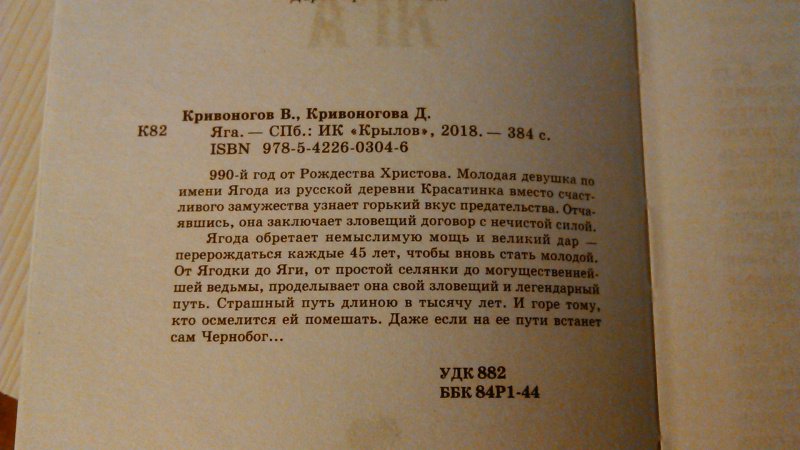 Кривоногов В., Кривоногова Д.
К82 Яга. — СПб.: ИК «Крылов», 2018. — 384 с.
ISBN 978-5-4226-0304-6
990-й год от Рождества Христова. Молодая девушка по
имени Ягода из русской деревни Красатинка вместо счаст-
ливого замужества узнает горький вкус предательства. Отча-
явшись, она заключает зловещий договор с нечистой силой.
Ягода обретает немыслимую мощь и великий дар —
перерождаться каждые 45 лет, чтобы вновь стать молодой.
От Ягодки до Яги, от простой селянки до могущественней-
шей ведьмы, проделывает она свой зловещий и легендарный
путь. Страшный путь длиною в тысячу лет. И горе тому,
кто осмелится ей помешать. Даже если на ее пути встанет
сам Чернобог...
УДК 882
ББК 84Р1-44